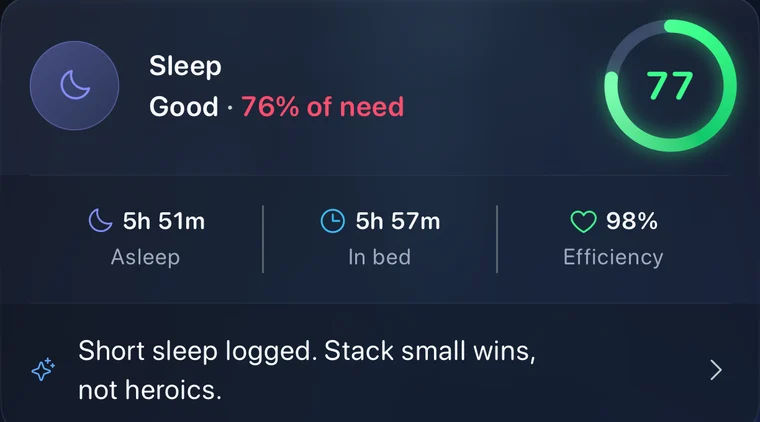 Sleep
Good · 76% of need
77
5h 51m
Asleep
5h 57m
In bed
98%
Efficiency
Short sleep logged. Stack small wins,
not heroics.